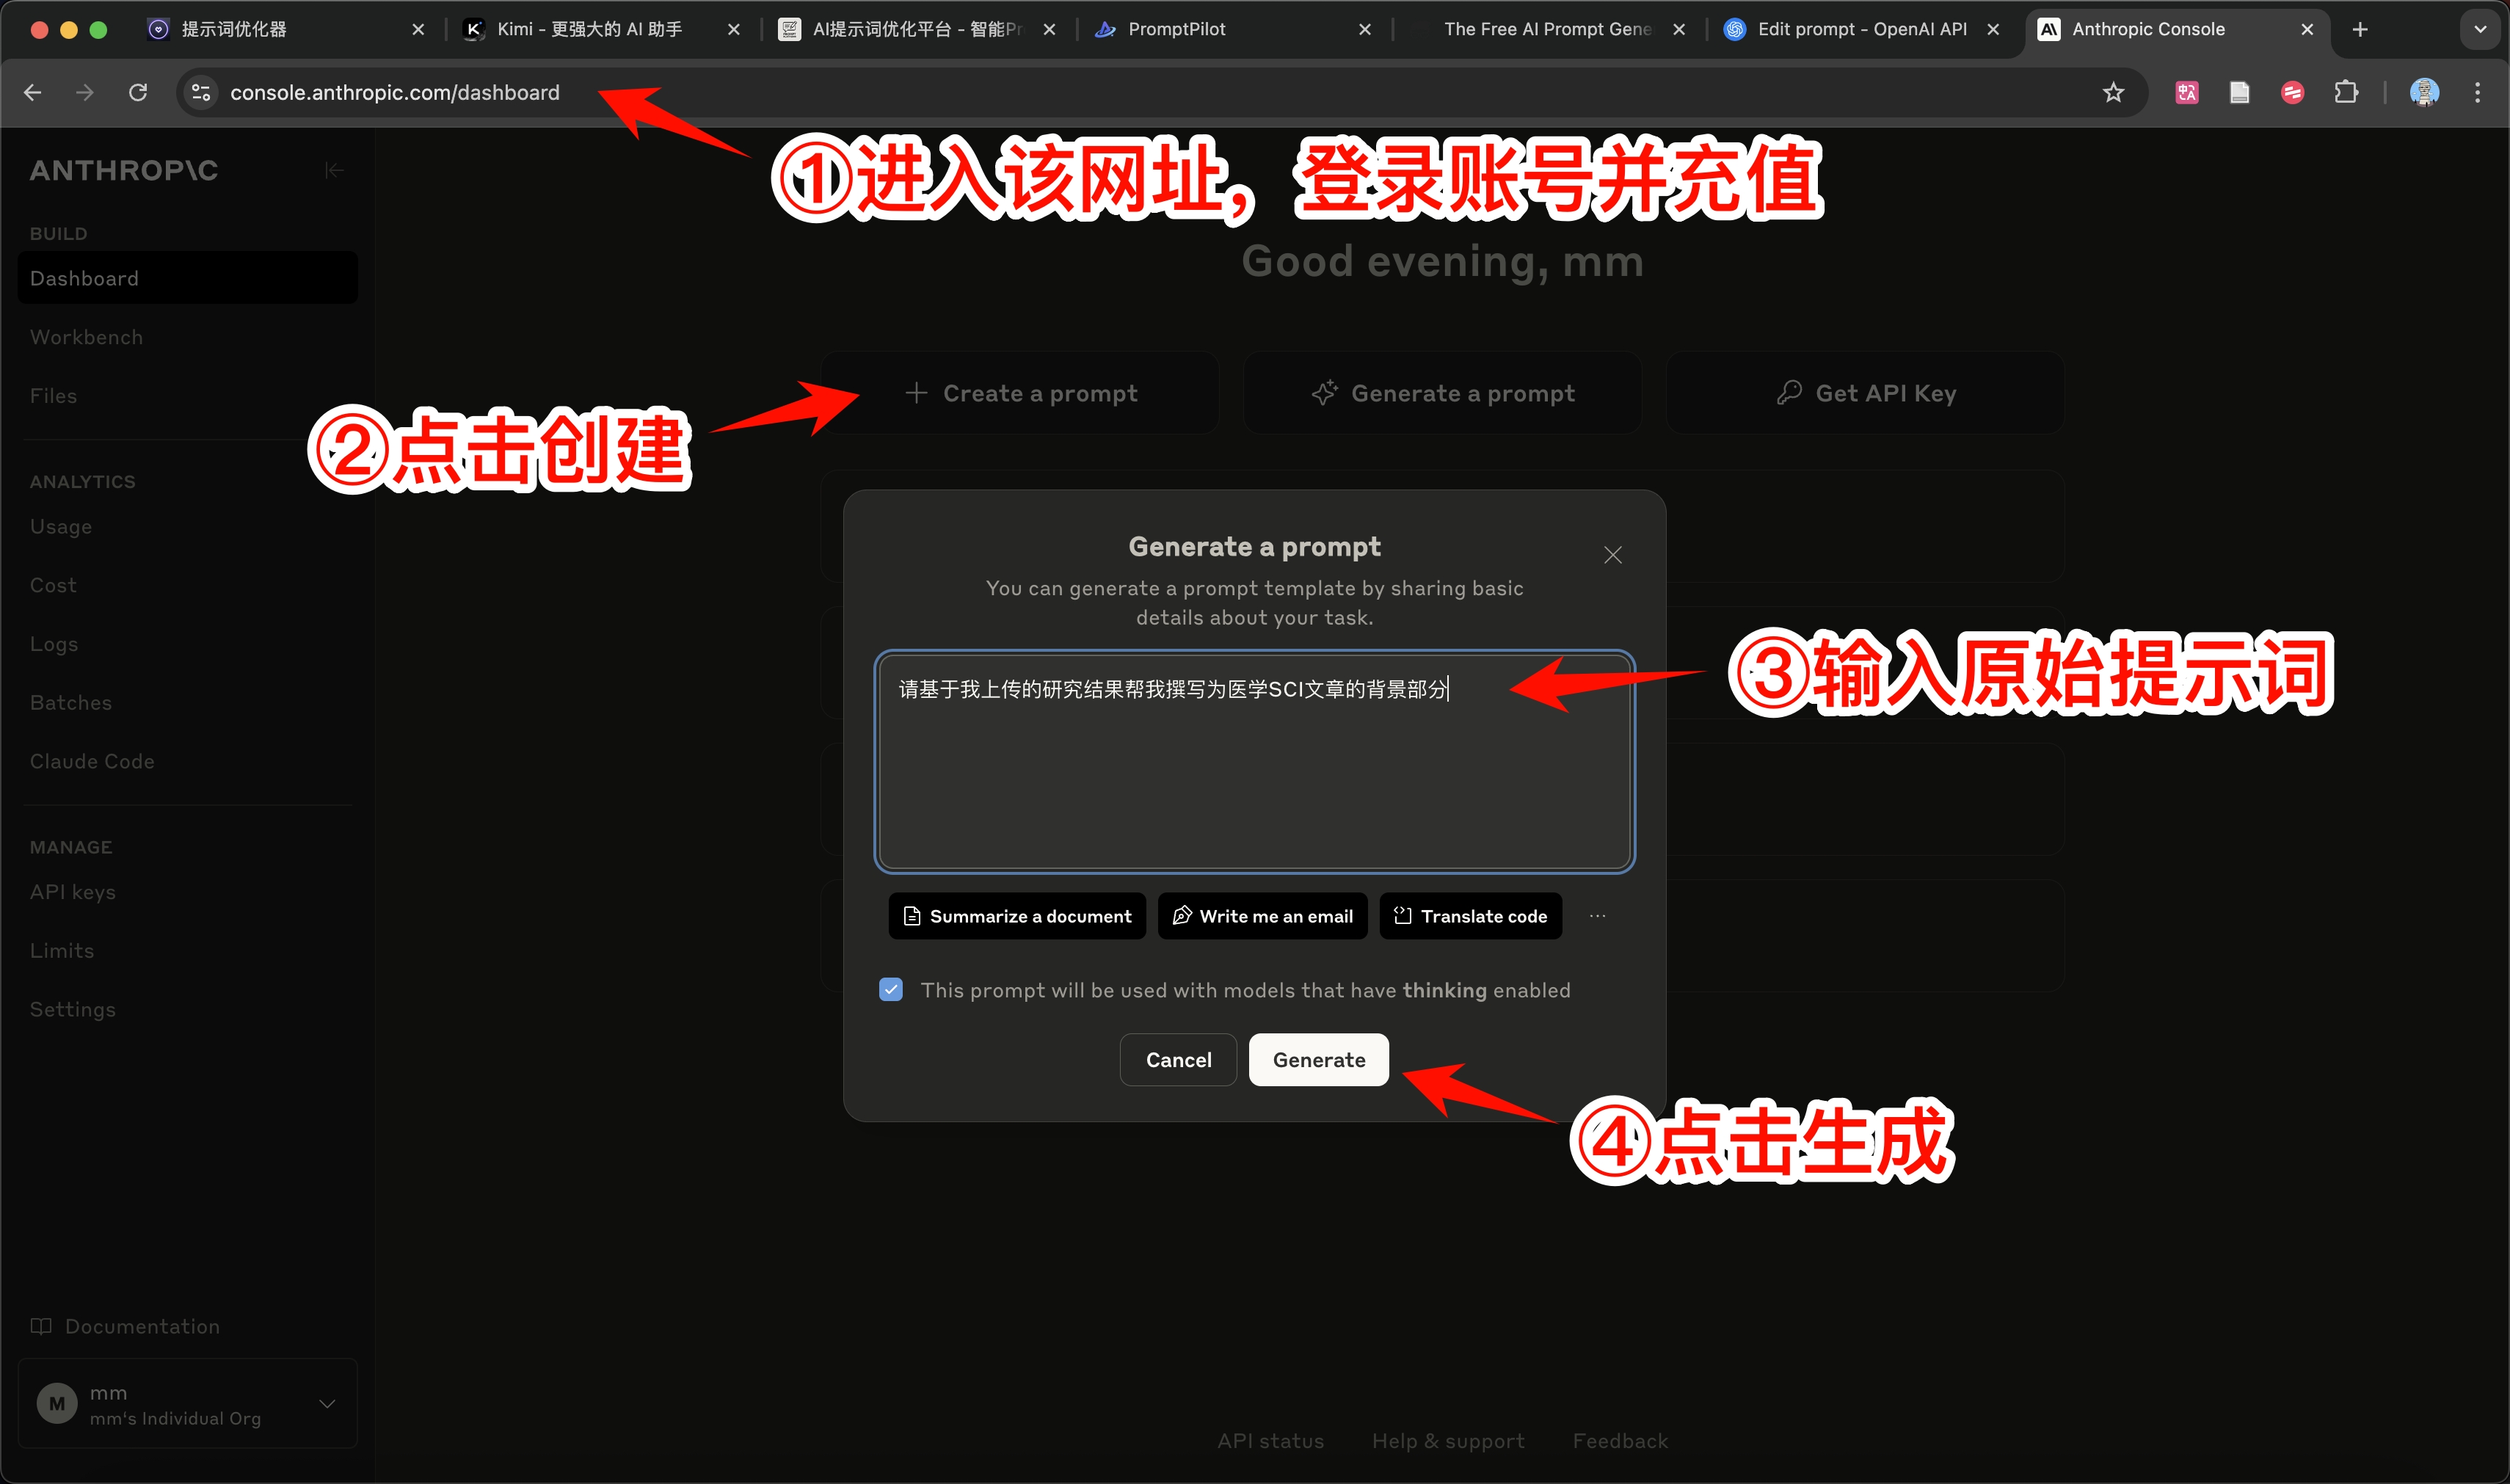 提示词优化器
Kimi - 更强大的 AI 助手
AI提示词优化平台 - 智能Pr
PromptPilot
The Free AI Prompt Gene
Edit prompt - OpenAI API
Anthropic Console
console.anthropic.com/dashboard
①进入该网址，登录账号并充值
ANTHROP\C
Good evening, mm
BUILD
Dashboard
Workbench
Files
Create a prompt
Generate a prompt
Get API Key
②点击创建
ANALYTICS
Usage
Cost
Logs
Batches
Claude Code
Generate a prompt
You can generate a prompt template by sharing basic
details about your task.
请基于我上传的研究结果帮我撰写为医学SCI文章的背景部分
③输入原始提示词
Summarize a document
Write me an email
Translate code
...
This prompt will be used with models that have thinking enabled
Cancel
Generate
④点击生成
MANAGE
API keys
Limits
Settings
Documentation
M
mm
mm's Individual Org
API status
Help & support
Feedback